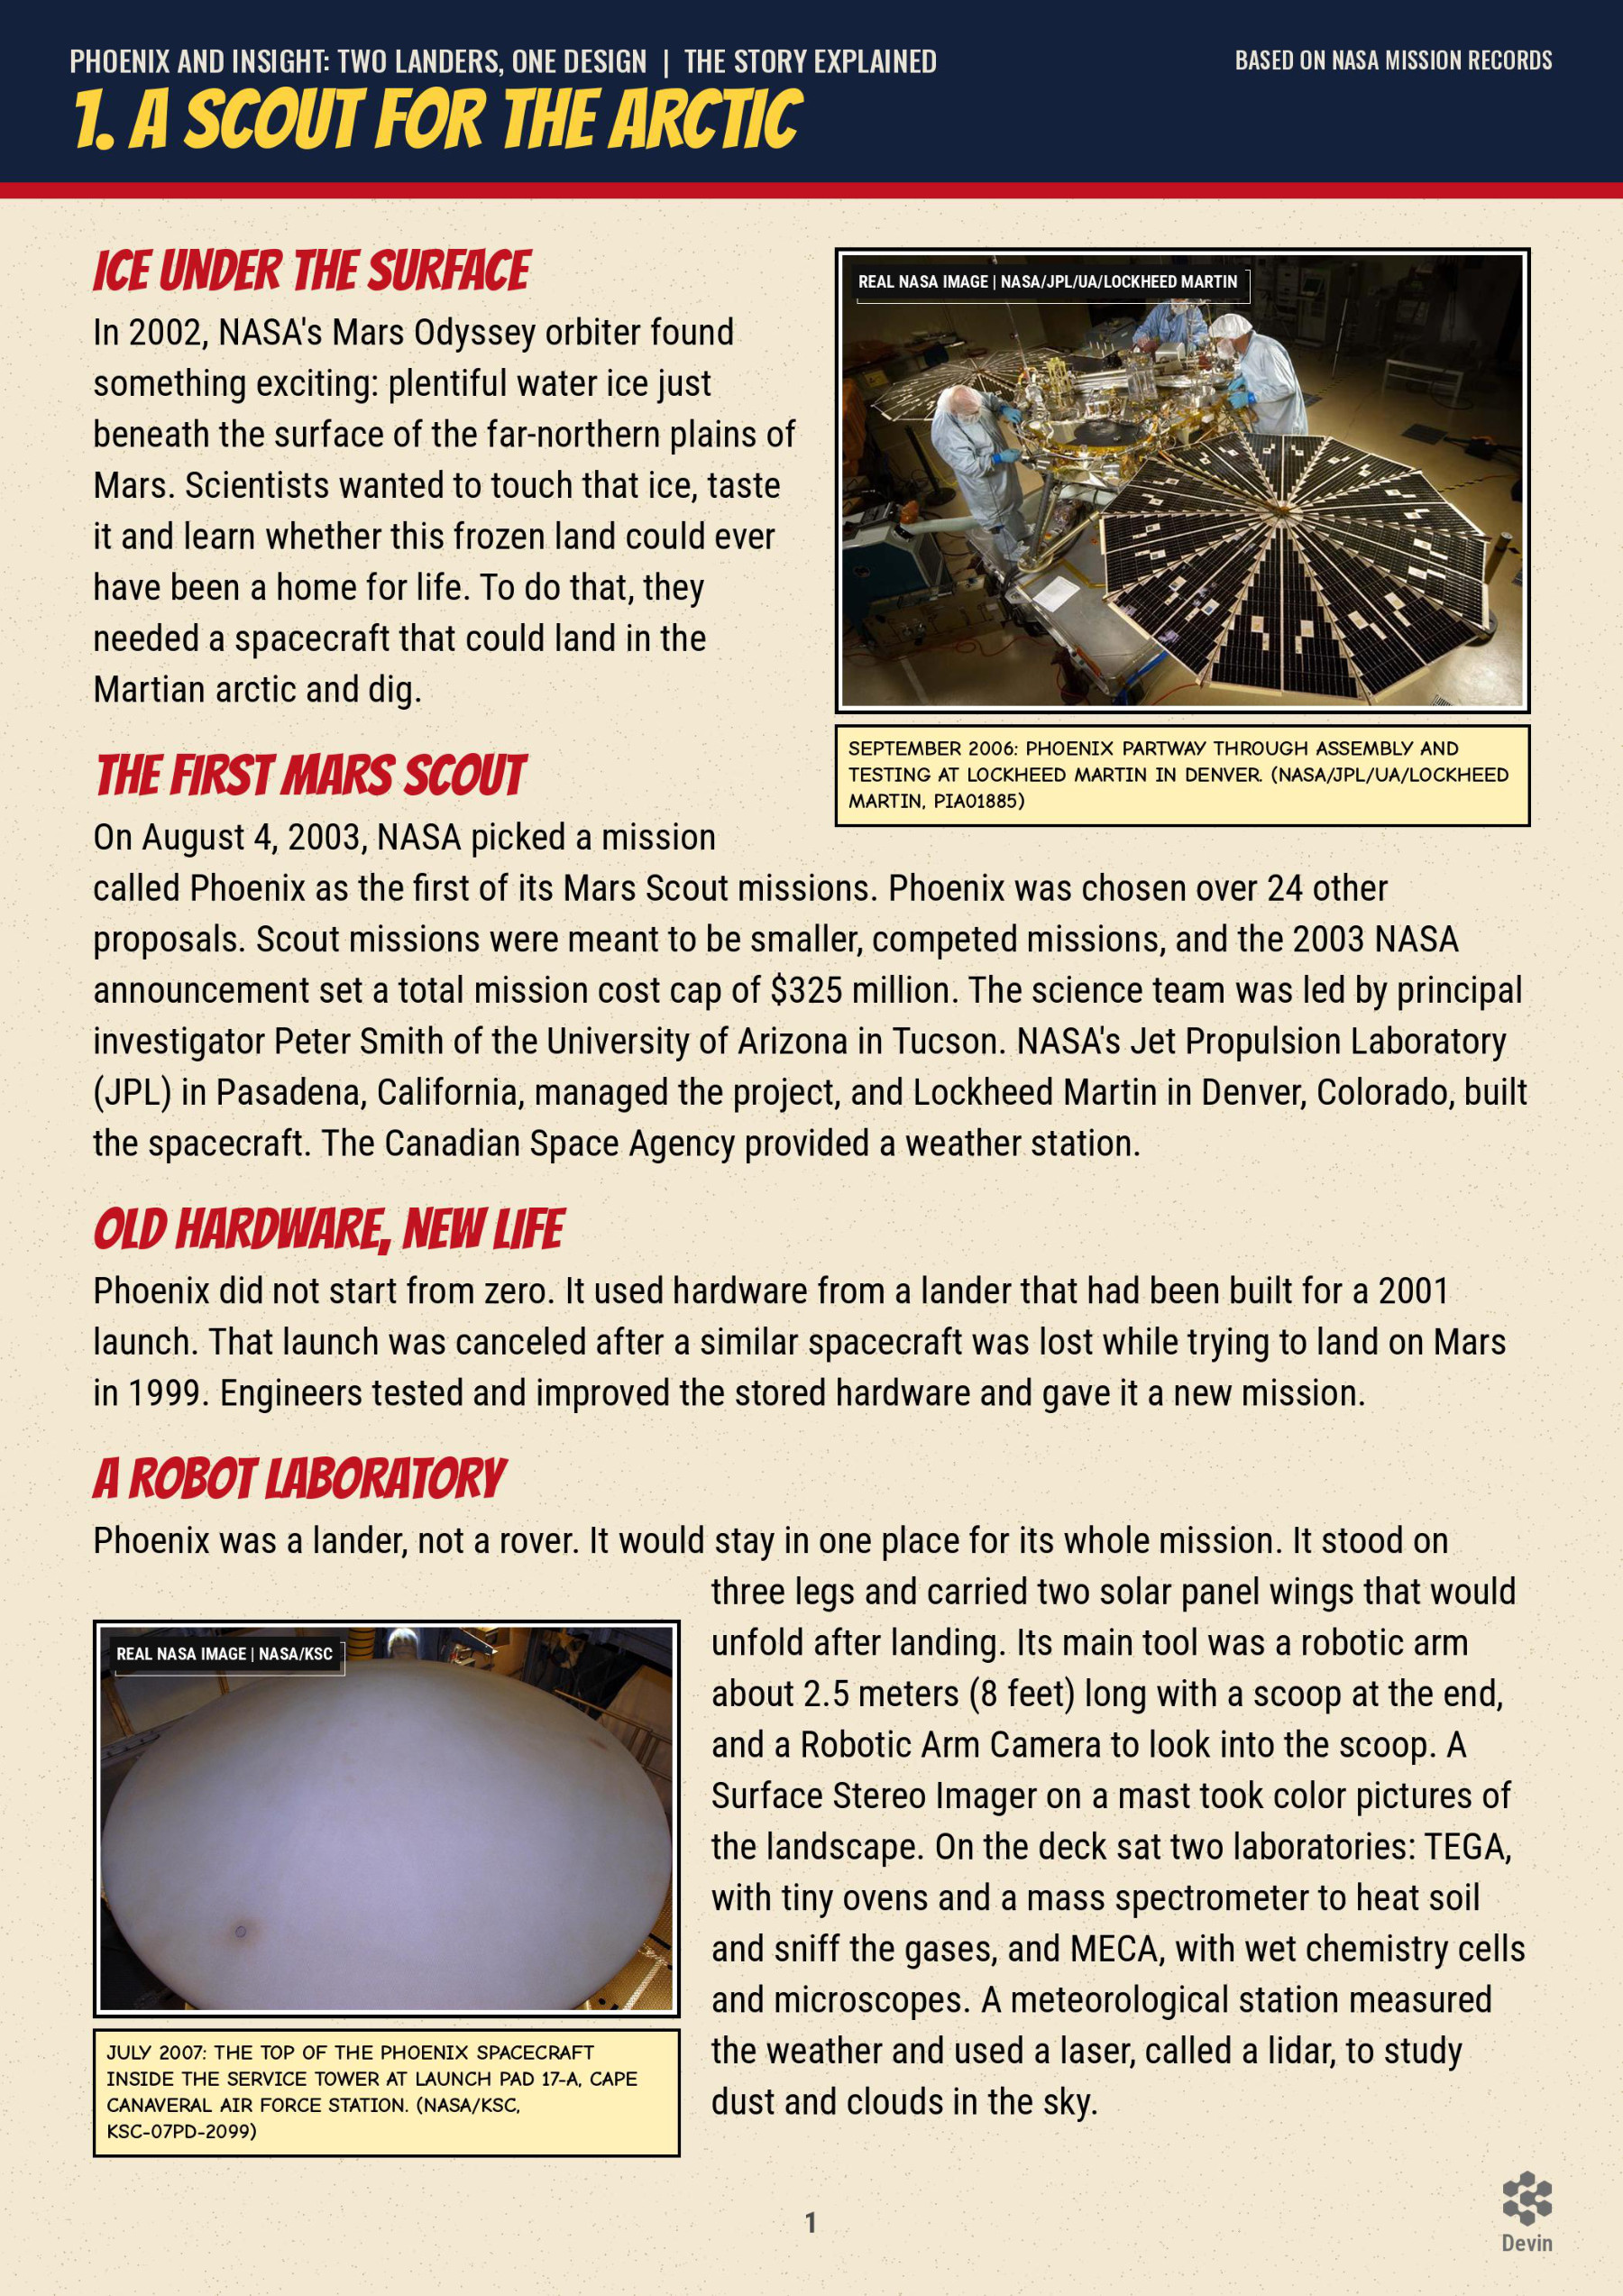 PHOENIX AND INSIGHT: TWO LANDERS, ONE DESIGN | THE STORY EXPLAINED
BASED ON NASA MISSION RECORDS
1. A SCOUT FOR THE ARCTIC
ICE UNDER THE SURFACE
In 2002, NASA's Mars Odyssey orbiter found
something exciting: plentiful water ice just
beneath the surface of the far-northern plains of
Mars. Scientists wanted to touch that ice, taste
it and learn whether this frozen land could ever
have been a home for life. To do that, they
needed a spacecraft that could land in the
Martian arctic and dig.
REAL NASA IMAGE | NASA/JPL/UA/LOCKHEED MARTIN
SEPTEMBER 2006: PHOENIX PARTWAY THROUGH ASSEMBLY AND
TESTING AT LOCKHEED MARTIN IN DENVER. (NASA/JPL/UA/LOCKHEED
MARTIN, PIA01885)
THE FIRST MARS SCOUT
On August 4, 2003, NASA picked a mission
called Phoenix as the first of its Mars Scout missions. Phoenix was chosen over 24 other
proposals. Scout missions were meant to be smaller, competed missions, and the 2003 NASA
announcement set a total mission cost cap of $325 million. The science team was led by principal
investigator Peter Smith of the University of Arizona in Tucson. NASA's Jet Propulsion Laboratory
(JPL) in Pasadena, California, managed the project, and Lockheed Martin in Denver, Colorado, built
the spacecraft. The Canadian Space Agency provided a weather station.
OLD HARDWARE, NEW LIFE
Phoenix did not start from zero. It used hardware from a lander that had been built for a 2001
launch. That launch was canceled after a similar spacecraft was lost while trying to land on Mars
in 1999. Engineers tested and improved the stored hardware and gave it a new mission.
A ROBOT LABORATORY
Phoenix was a lander, not a rover. It would stay in one place for its whole mission. It stood on
three legs and carried two solar panel wings that would
unfold after landing. Its main tool was a robotic arm
about 2.5 meters (8 feet) long with a scoop at the end,
and a Robotic Arm Camera to look into the scoop. A
Surface Stereo Imager on a mast took color pictures of
the landscape. On the deck sat two laboratories: TEGA,
with tiny ovens and a mass spectrometer to heat soil
and sniff the gases, and MECA, with wet chemistry cells
and microscopes. A meteorological station measured
the weather and used a laser, called a lidar, to study
dust and clouds in the sky.
REAL NASA IMAGE | NASA/KSC
JULY 2007: THE TOP OF THE PHOENIX SPACECRAFT
INSIDE THE SERVICE TOWER AT LAUNCH PAD 17-A, CAPE
CANAVERAL AIR FORCE STATION. (NASA/KSC,
KSC-07PD-2099)
1
Devin